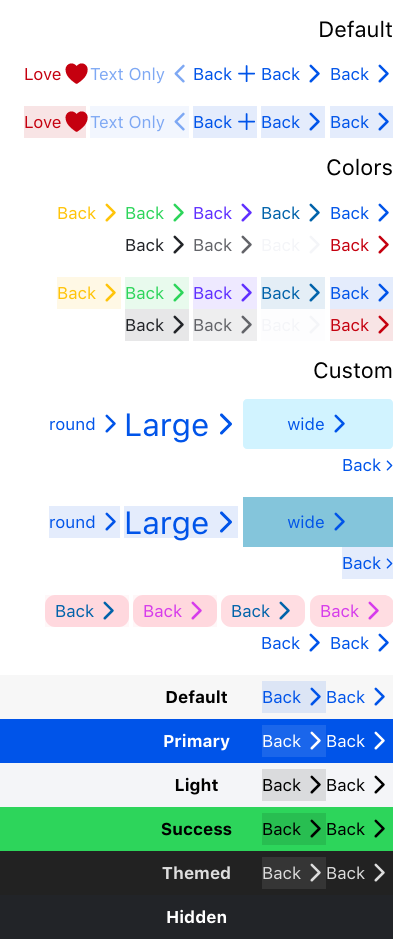 Default
Love Text Only Back Back Back
Love Text Only Back Back Back
Colors
Back Back Back Back Back
Back Back Back Back
Back Back Back Back Back
Back Back Back Back
Custom
round Large wide
Back
round Large wide
Back
Back Back Back Back
Back Back
Default Back Back
Primary Back Back
Light Back Back
Success Back Back
Themed Back Back
Hidden